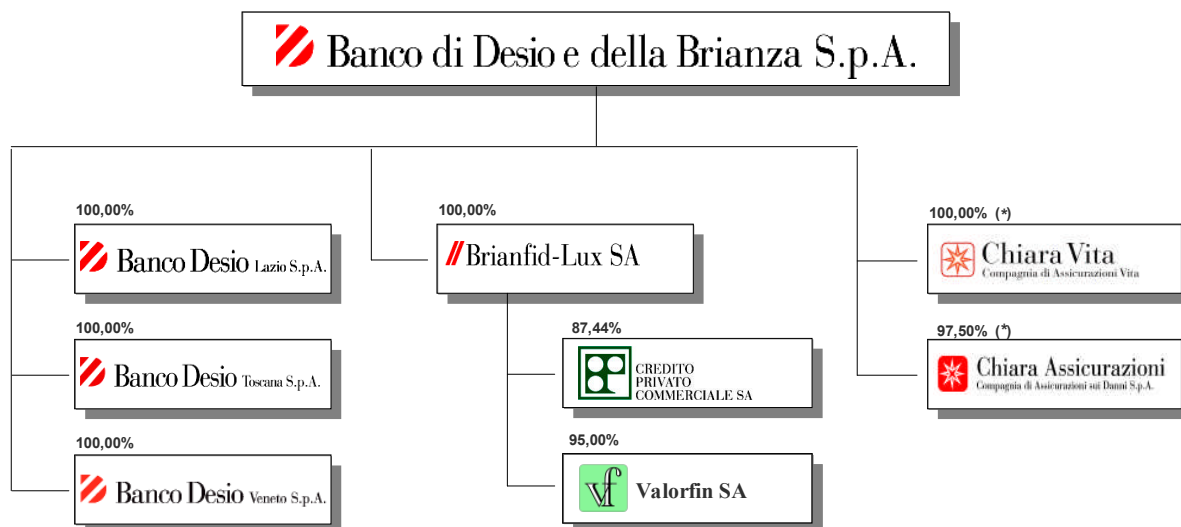 Banco di Desio e della Brianza S.p.A.
100,00%
Banco Desio Lazio S.p.A.
100,00%
Banco Desio Toscana S.p.A.
100,00%
Banco Desio Veneto S.p.A.
100,00%
Brianfid-Lux SA
87,44%
CREDITO
PRIVATO
COMMERCIALE SA
95,00%
vf Valorfin SA
100,00% (*)
Chiara Vita
Compagnia di Assicurazioni Vita
97,50% (*)
Chiara Assicurazioni
Compagnia di Assicurazioni sui Danni S.p.A.